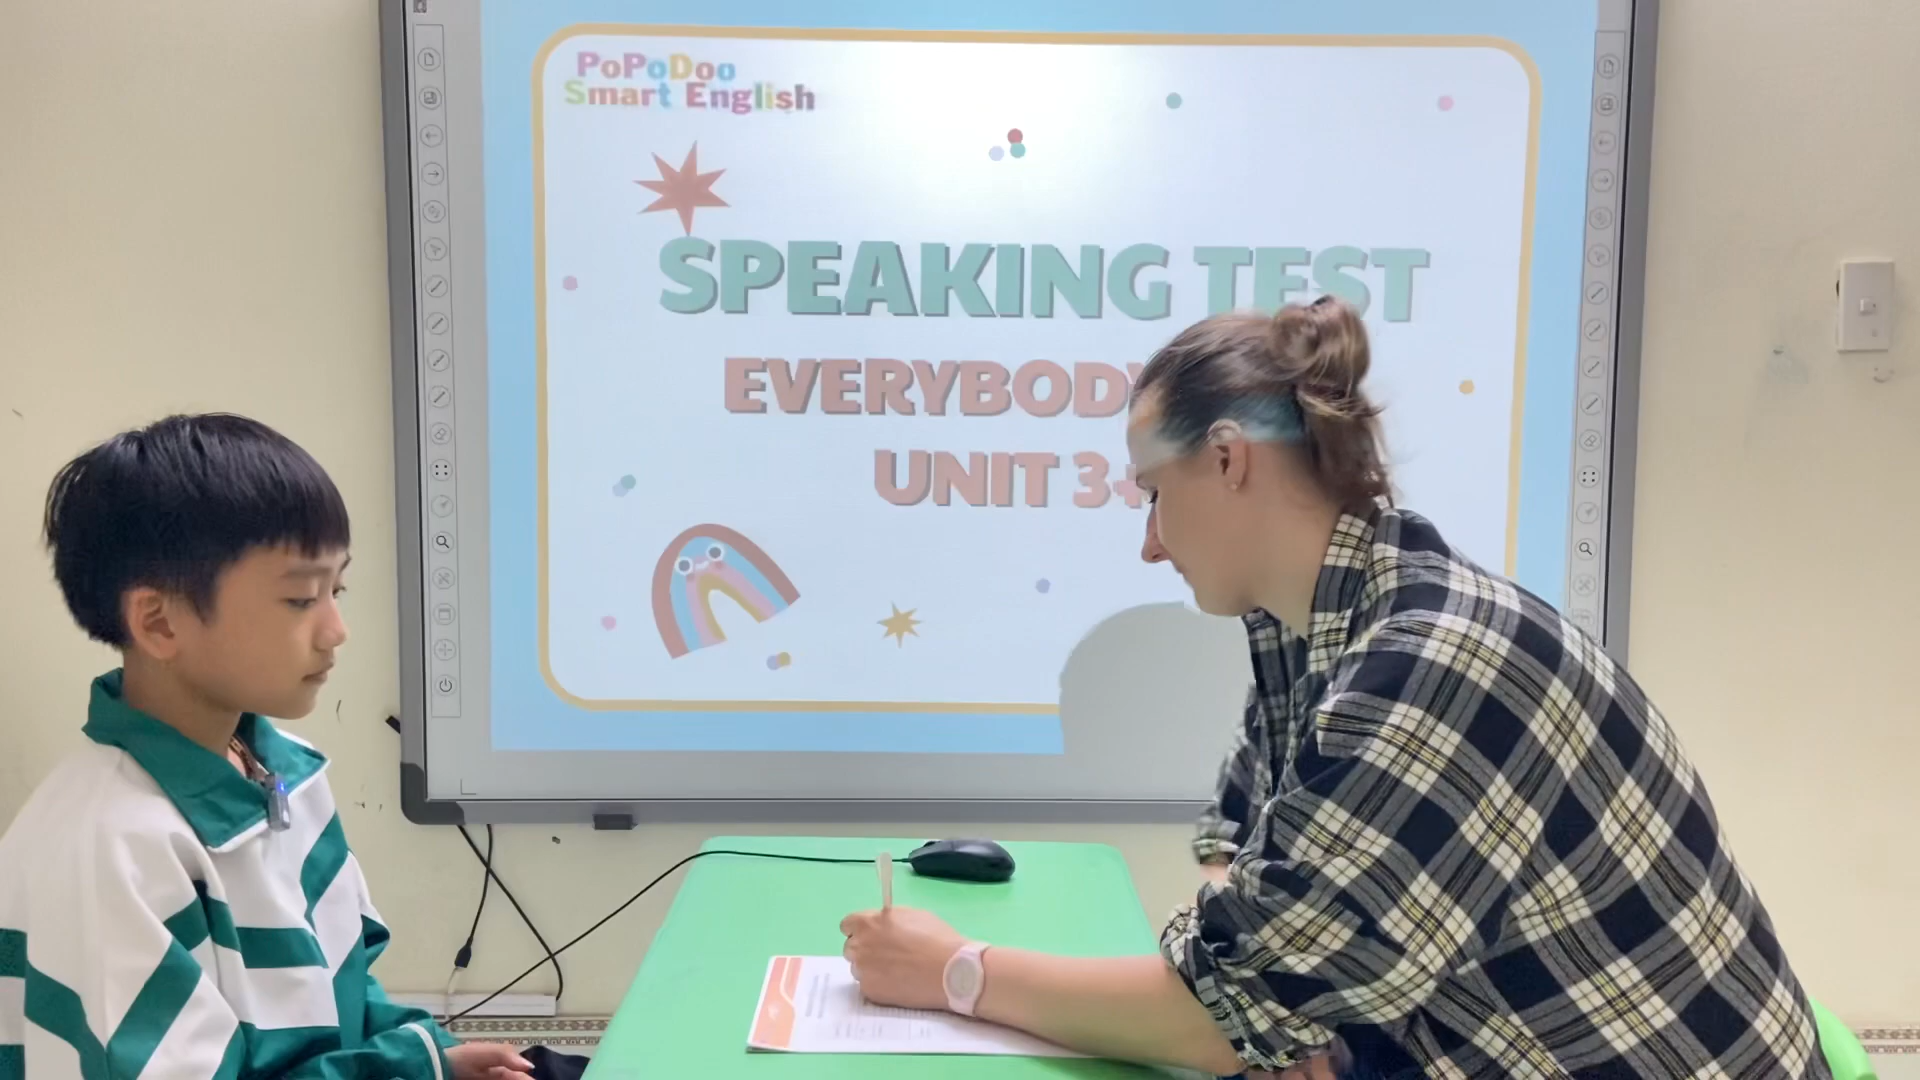 PoPoDoo
Smart English
SPEAKING TEST
EVERYBODY
UNIT 3+